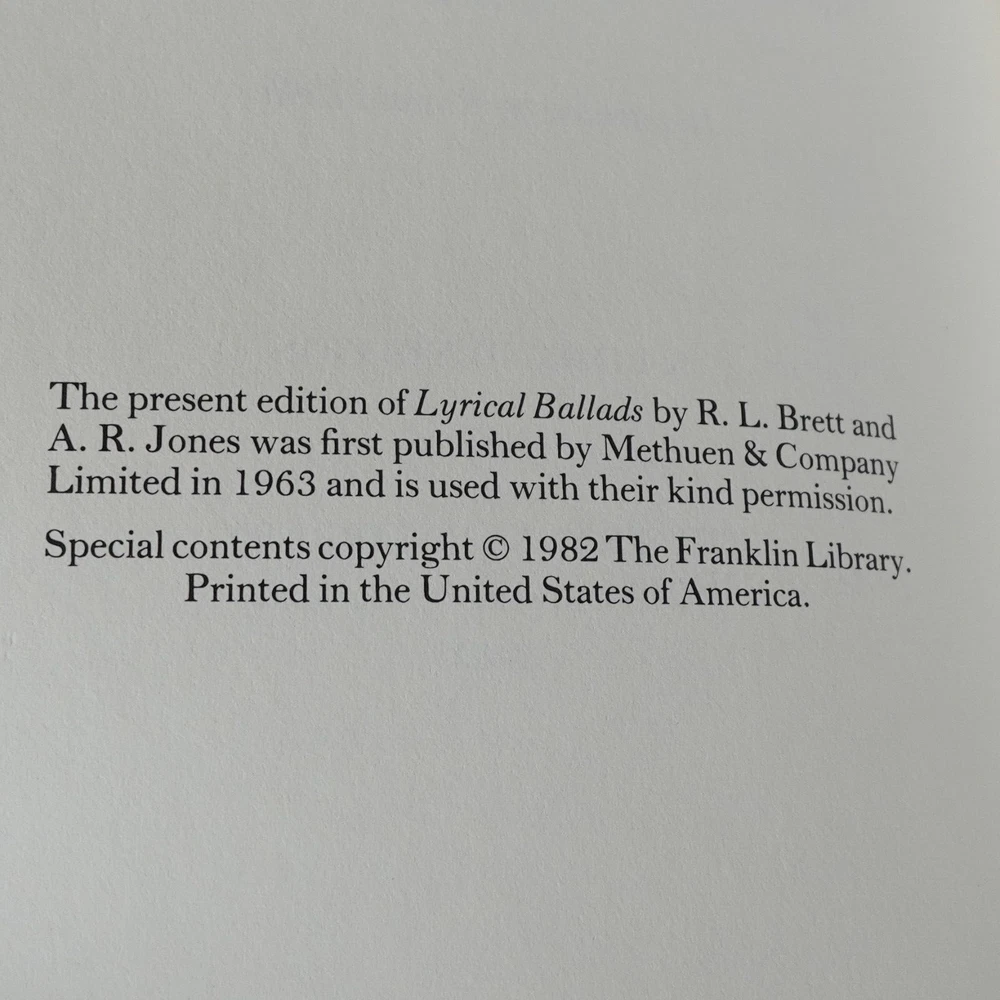 The present edition of Lyrical Ballads by R. L. Brett and
A. R. Jones was first published by Methuen & Company
Limited in 1963 and is used with their kind permission.
Special contents copyright © 1982 The Franklin Library.
Printed in the United States of America.